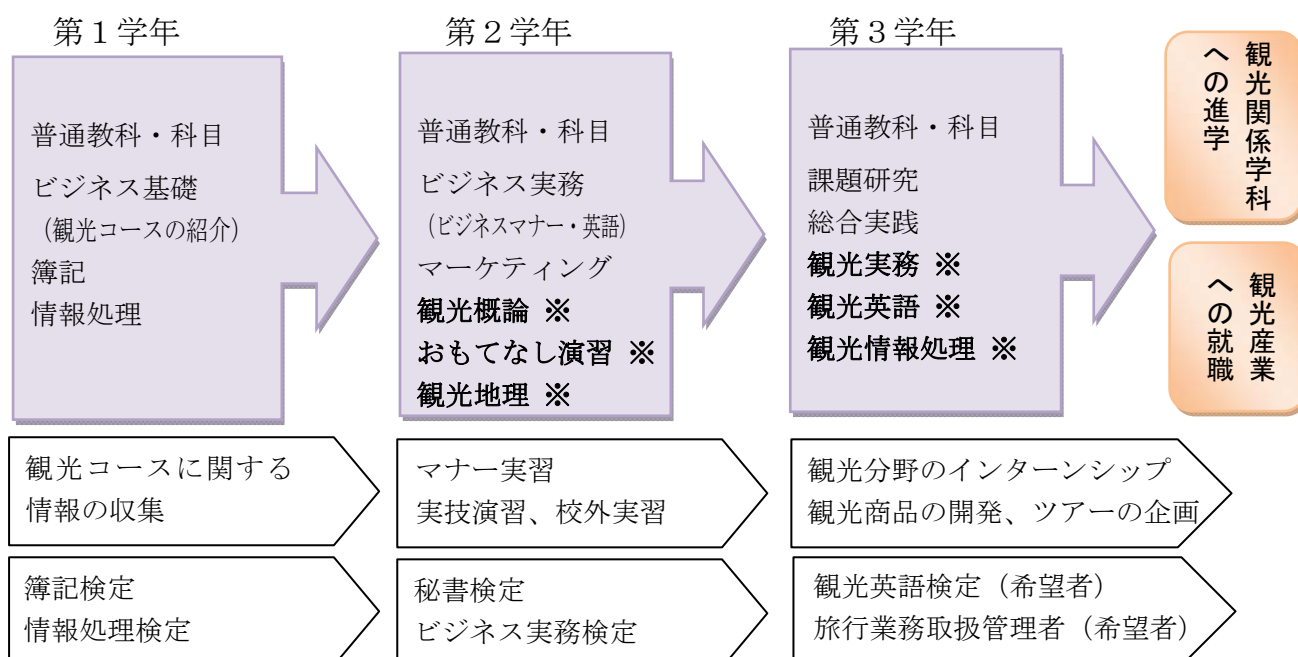 第１学年
普通教科・科目
ビジネス基礎
（観光コースの紹介）
簿記
情報処理
第２学年
普通教科・科目
ビジネス実務
（ビジネスマナー・英語）
マーケティング
観光概論 ※
おもてなし演習 ※
観光地理 ※
第３学年
普通教科・科目
課題研究
総合実践
観光実務 ※
観光英語 ※
観光情報処理 ※
観光関係学科
への進学
観光産業
への就職
観光コースに関する
情報の収集
マナー実習
実技演習、校外実習
観光分野のインターンシップ
観光商品の開発、ツアーの企画
簿記検定
情報処理検定
秘書検定
ビジネス実務検定
観光英語検定（希望者）
旅行業務取扱管理者（希望者）